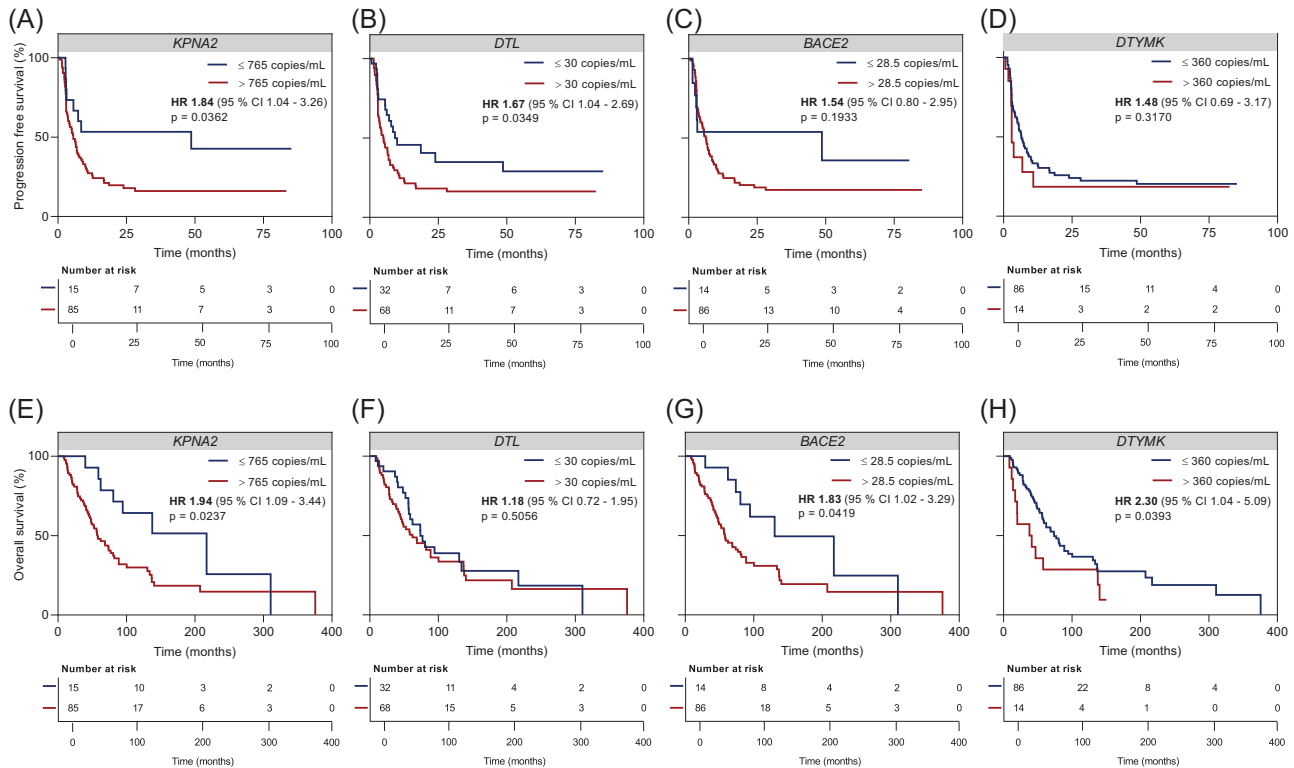 (A)
KPNA2
≤ 765 copies/mL
> 765 copies/mL
HR 1.84 (95 % CI 1.04 - 3.26)
p = 0.0362
Progression free survival (%)
100
50
0
0 25 50 75 100
Time (months)
Number at risk
15 7 5 3 0
85 11 7 3 0
0 25 50 75 100
Time (months)
(B)
DTL
≤ 30 copies/mL
> 30 copies/mL
HR 1.67 (95 % CI 1.04 - 2.69)
p = 0.0349
100
50
0
0 25 50 75 100
Time (months)
Number at risk
32 7 6 3 0
68 11 7 3 0
0 25 50 75 100
Time (months)
(C)
BACE2
≤ 28.5 copies/mL
> 28.5 copies/mL
HR 1.54 (95 % CI 0.80 - 2.95)
p = 0.1933
100
50
0
0 25 50 75 100
Time (months)
Number at risk
14 5 3 2 0
86 13 10 4 0
0 25 50 75 100
Time (months)
(D)
DTYMK
≤ 360 copies/mL
> 360 copies/mL
HR 1.48 (95 % CI 0.69 - 3.17)
p = 0.3170
100
50
0
0 25 50 75 100
Time (months)
Number at risk
86 15 11 4 0
14 3 2 2 0
0 25 50 75 100
Time (months)
(E)
KPNA2
≤ 765 copies/mL
> 765 copies/mL
HR 1.94 (95 % CI 1.09 - 3.44)
p = 0.0237
Overall survival (%)
100
50
0
0 100 200 300 400
Time (months)
Number at risk
15 10 3 2 0
85 17 6 3 0
0 100 200 300 400
Time (months)
(F)
DTL
≤ 30 copies/mL
> 30 copies/mL
HR 1.18 (95 % CI 0.72 - 1.95)
p = 0.5056
100
50
0
0 100 200 300 400
Time (months)
Number at risk
32 11 4 2 0
68 15 5 3 0
0 100 200 300 400
Time (months)
(G)
BACE2
≤ 28.5 copies/mL
> 28.5 copies/mL
HR 1.83 (95 % CI 1.02 - 3.29)
p = 0.0419
100
50
0
0 100 200 300 400
Time (months)
Number at risk
14 8 4 2 0
86 18 5 3 0
0 100 200 300 400
Time (months)
(H)
DTYMK
≤ 360 copies/mL
> 360 copies/mL
HR 2.30 (95 % CI 1.04 - 5.09)
p = 0.0393
100
50
0
0 100 200 300 400
Time (months)
Number at risk
86 22 8 4 0
14 4 1 0 0
0 100 200 300 400
Time (months)